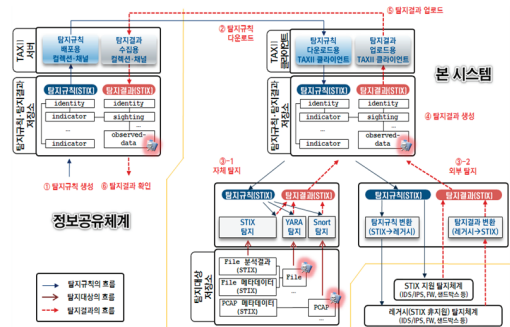 ⑤ 탐지결과 업로드
② 탐지규칙
다운로드
TAXII
서버
탐지규칙
배포용
컬렉션·채널
탐지결과
수집용
컬렉션·채널
탐지규칙·탐지결과
저장소
탐지규칙(STIX)
탐지결과(STIX)
identity
identity
indicator
sighting
...
indicator
observed-
data
...
① 탐지규칙 생성
⑥ 탐지결과 확인
정보공유체계
TAXII
클라이언트
탐지규칙
다운로드용
TAXII 클라이언트
탐지결과
업로드용
TAXII 클라이언트
본 시스템
탐지규칙·탐지결과
저장소
탐지규칙(STIX)
탐지결과(STIX)
identity
identity
indicator
sighting
...
indicator
observed-
data
...
④ 탐지결과 생성
③-1
자체 탐지
③-2
외부 탐지
탐지규칙(STIX)
탐지결과(STIX)
STIX
탐지
YARA
탐지
Snort
탐지
탐지대상
저장소
File 분석결과
(STIX)
File 메타데이터
(STIX)
File
PCAP 메타데이터
(STIX)
PCAP
탐지규칙(STIX)
탐지결과(STIX)
탐지규칙 변환
(STIX→레거시)
탐지결과 변환
(레거시→STIX)
STIX 지원 탐지체계
(IDS/IPS, FW, 샌드박스 등)
레거시(STIX 비지원) 탐지체계
(IDS/IPS, FW, 샌드박스 등)
탐지규칙의 흐름
탐지대상의 흐름
탐지결과의 흐름